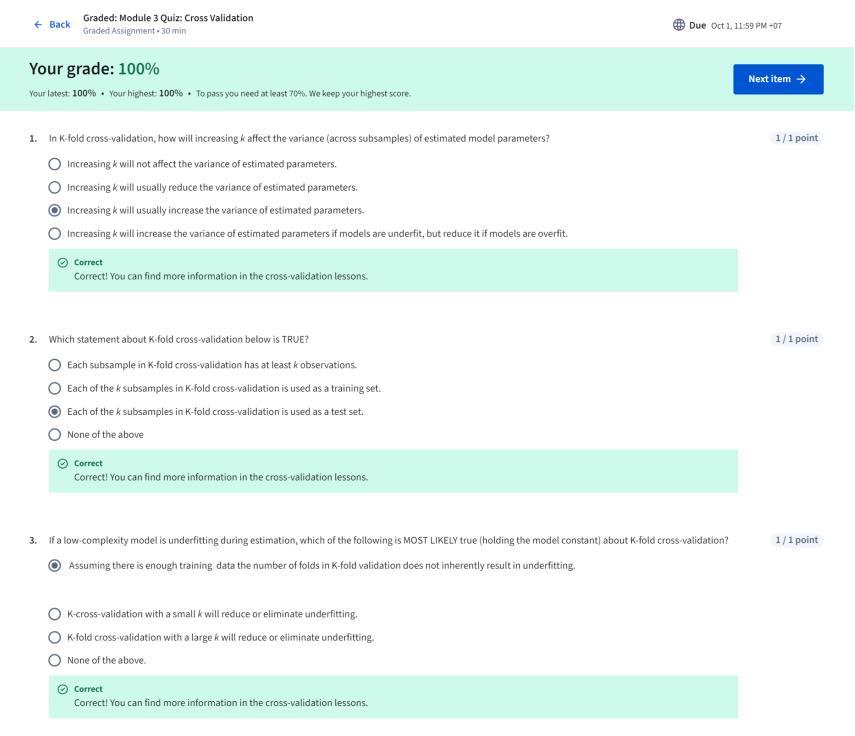 Back
Graded: Module 3 Quiz: Cross Validation
Graded Assignment • 30 min
Due Oct 1, 11:59 PM +07
Your grade: 100%
Your latest: 100% • Your highest: 100% • To pass you need at least 70%. We keep your highest score.
Next item →
1. In K-fold cross-validation, how will increasing k affect the variance (across subsamples) of estimated model parameters?
1 / 1 point
Increasing k will not affect the variance of estimated parameters.
Increasing k will usually reduce the variance of estimated parameters.
Increasing k will usually increase the variance of estimated parameters.
Increasing k will increase the variance of estimated parameters if models are underfit, but reduce it if models are overfit.
Correct
Correct! You can find more information in the cross-validation lessons.
2. Which statement about K-fold cross-validation below is TRUE?
1 / 1 point
Each subsample in K-fold cross-validation has at least k observations.
Each of the k subsamples in K-fold cross-validation is used as a training set.
Each of the k subsamples in K-fold cross-validation is used as a test set.
None of the above
Correct
Correct! You can find more information in the cross-validation lessons.
3. If a low-complexity model is underfitting during estimation, which of the following is MOST LIKELY true (holding the model constant) about K-fold cross-validation?
1 / 1 point
Assuming there is enough training data the number of folds in K-fold validation does not inherently result in underfitting.
K-cross-validation with a small k will reduce or eliminate underfitting.
K-fold cross-validation with a large k will reduce or eliminate underfitting.
None of the above.
Correct
Correct! You can find more information in the cross-validation lessons.